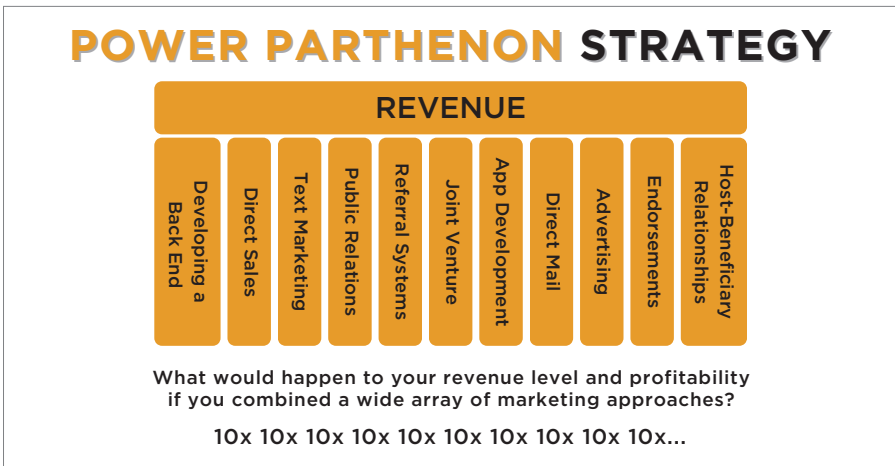 POWER PARTHENON STRATEGY
REVENUE
Developing a
Back End
Direct Sales
Text Marketing
Public Relations
Referral Systems
Joint Venture
App Development
Direct Mail
Advertising
Endorsements
Host-Beneficiary
Relationships
What would happen to your revenue level and profitability
if you combined a wide array of marketing approaches?
10x 10x 10x 10x 10x 10x 10x 10x 10x 10x...